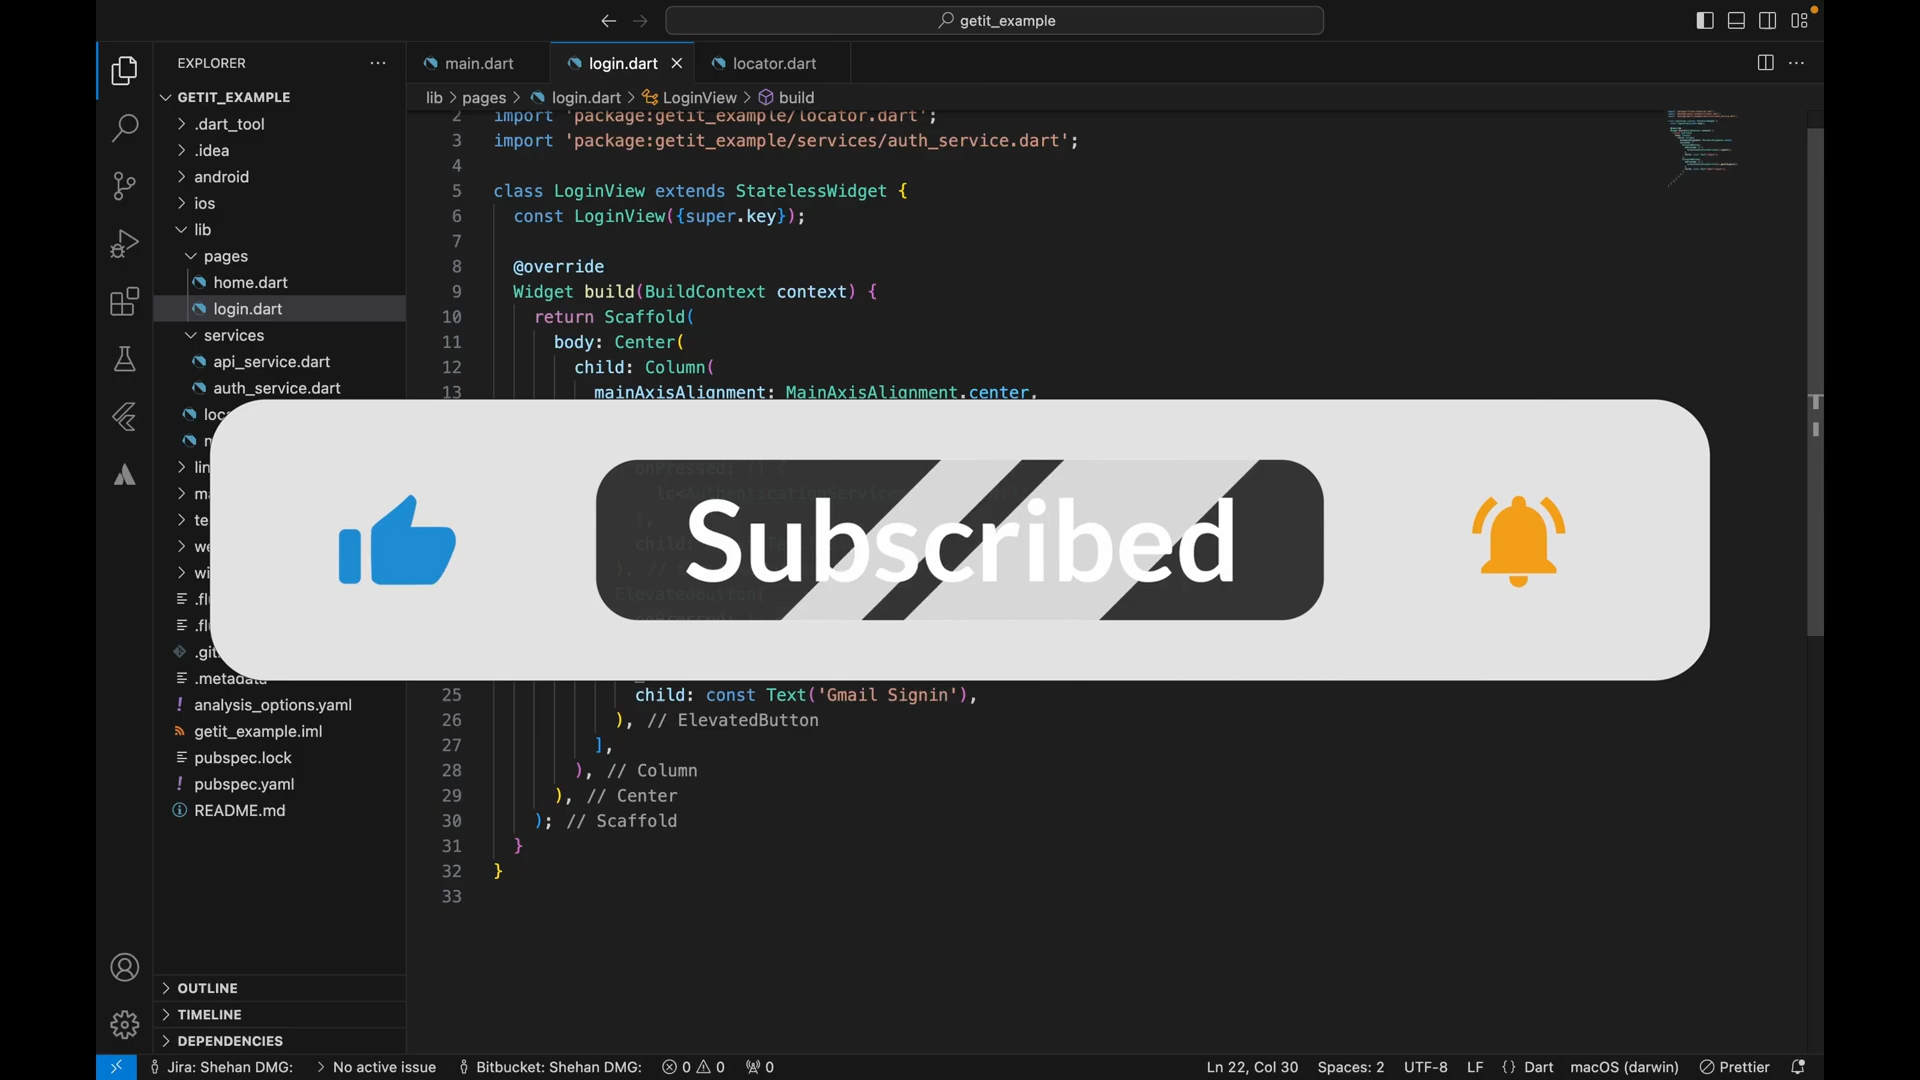 getit_example
EXPLORER
GETIT_EXAMPLE
.dart_tool
.idea
android
ios
lib
pages
home.dart
login.dart
services
api_service.dart
auth_service.dart
.metadata
analysis_options.yaml
getit_example.iml
pubspec.lock
pubspec.yaml
README.md
OUTLINE
TIMELINE
DEPENDENCIES
main.dart
login.dart
locator.dart
lib > pages > login.dart > LoginView > build
2 import 'package:getit_example/locator.dart';
3 import 'package:getit_example/services/auth_service.dart';
4
5 class LoginView extends StatelessWidget {
6 const LoginView({super.key});
7
8 @override
9 Widget build(BuildContext context) {
10 return Scaffold(
11 body: Center(
12 child: Column(
13 mainAxisAlignment: MainAxisAlignment.center,
Subscribed
25 child: const Text('Gmail Signin'),
26 ), // ElevatedButton
27 ],
28 ), // Column
29 ), // Center
30 ); // Scaffold
31 }
32 }
33
Jira: Shehan DMG:
No active issue
Bitbucket: Shehan DMG:
0
0
0
Ln 22, Col 30
Spaces: 2
UTF-8
LF
{} Dart
macOS (darwin)
Prettier